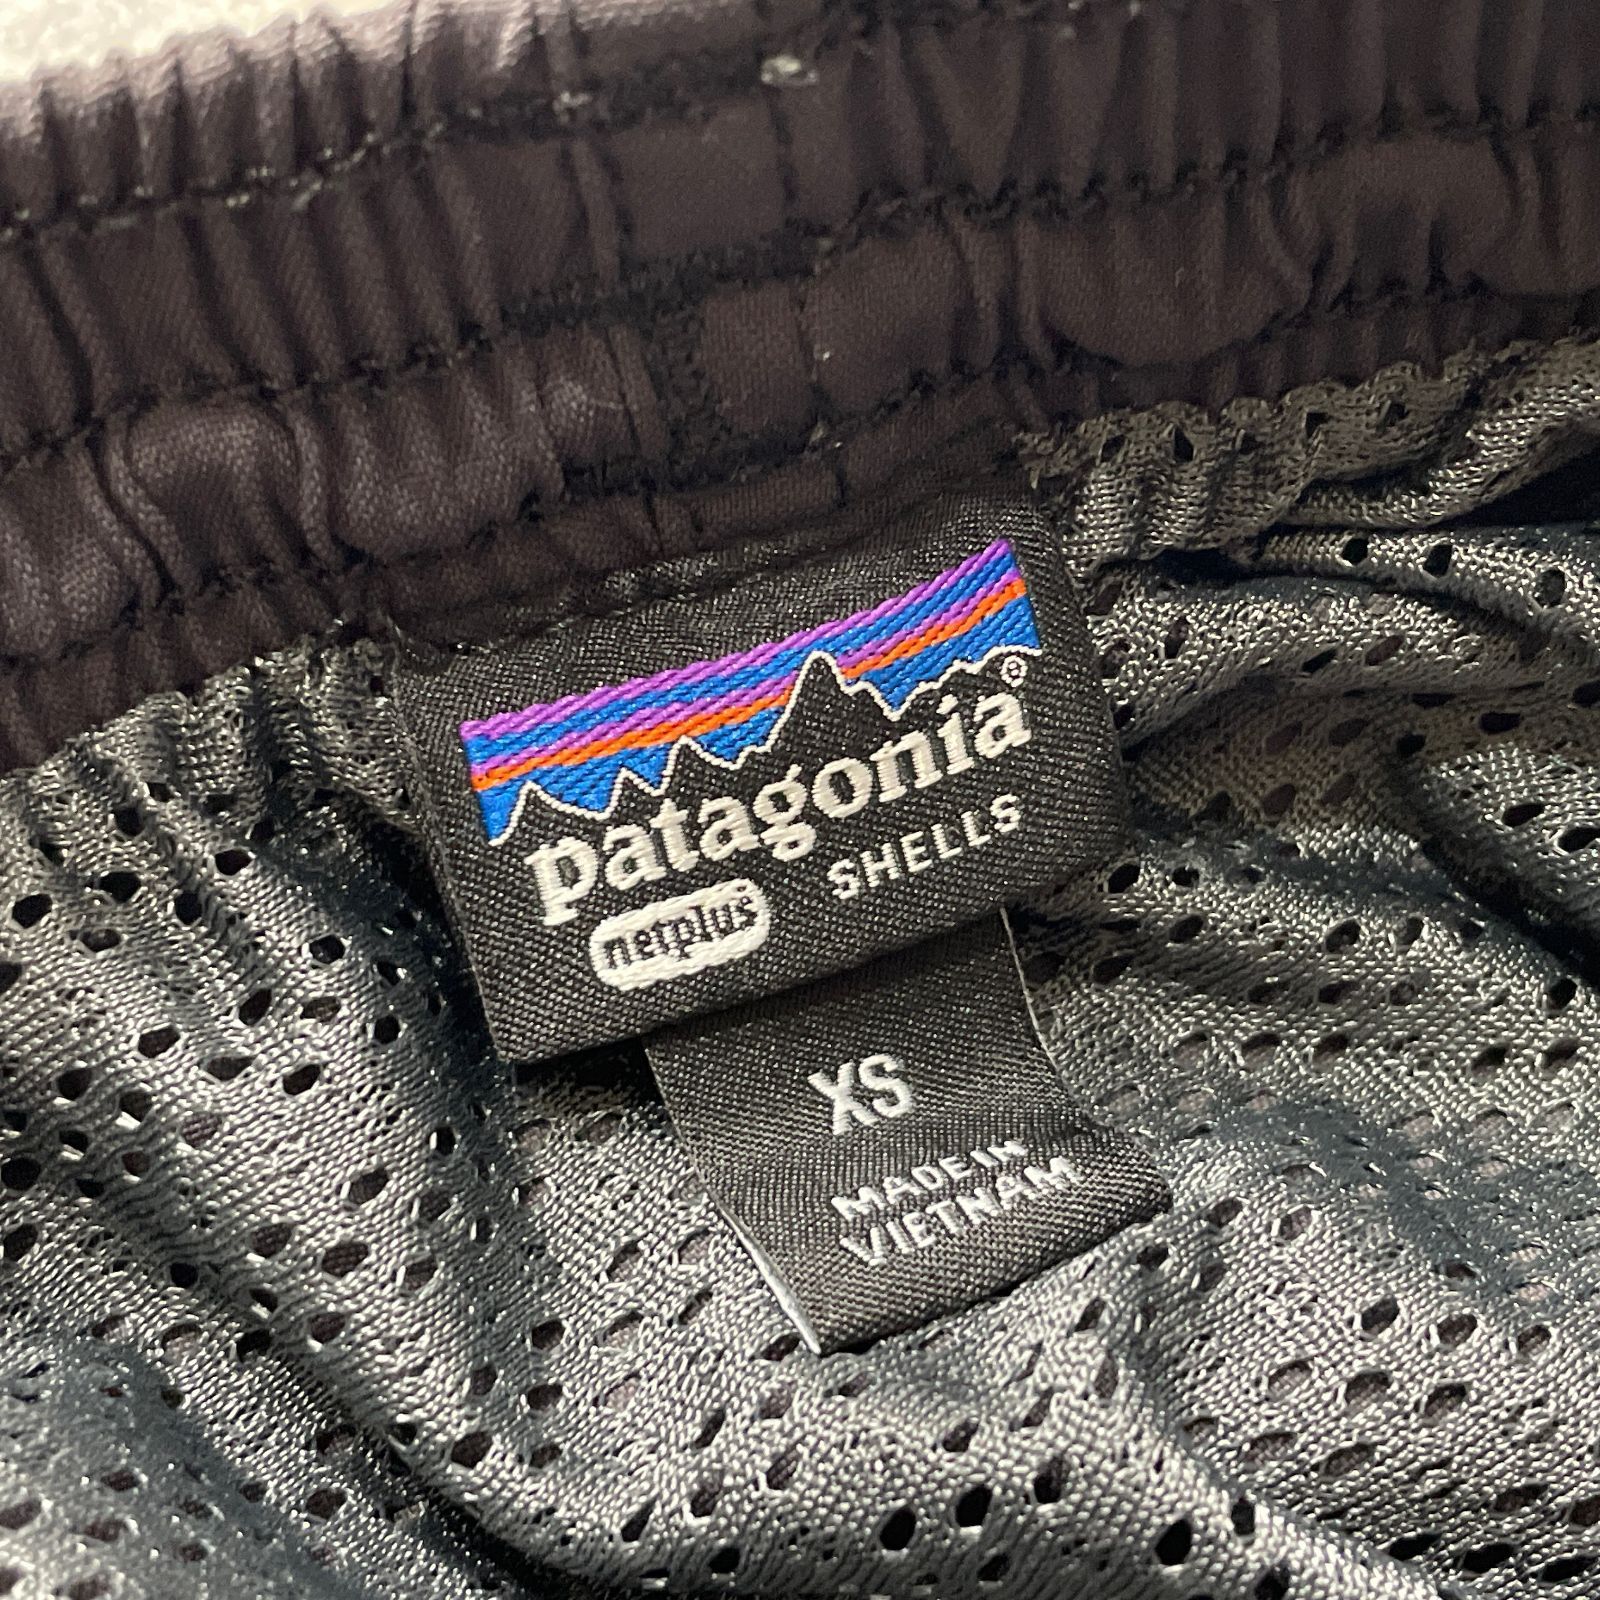 patagonia®
netplus SHELLS
XS
MADE IN
VIETNAM